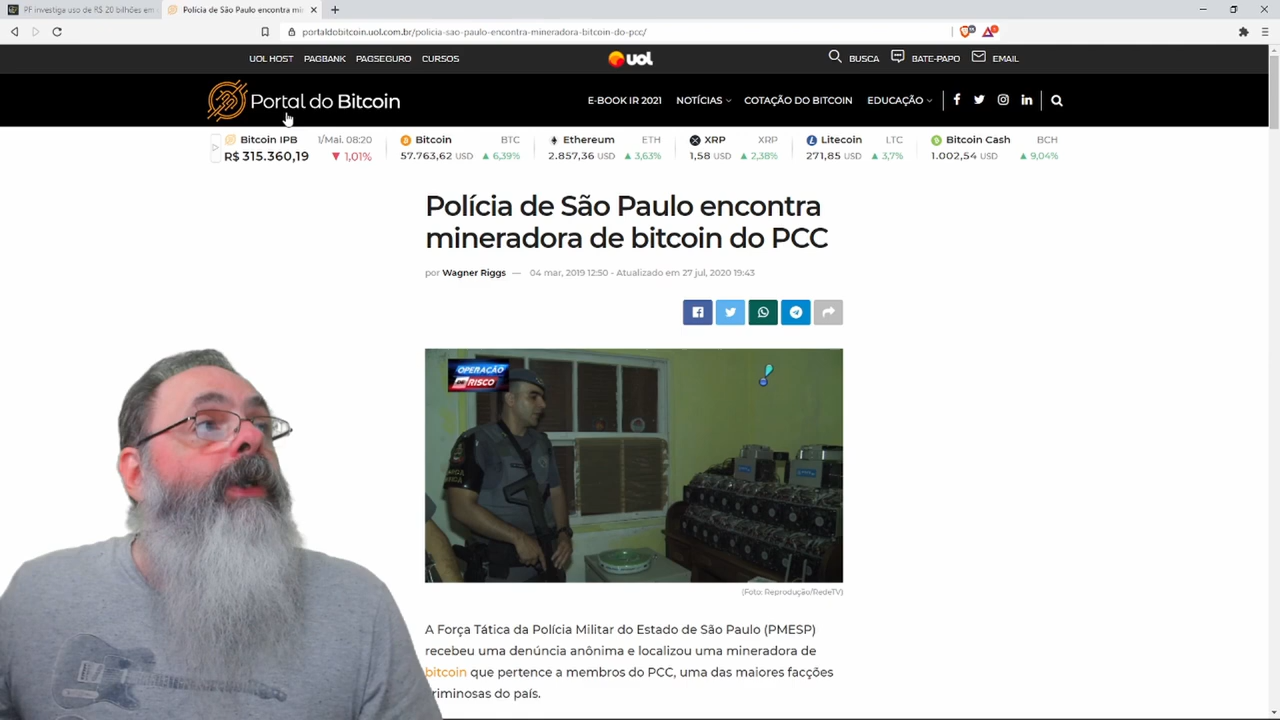 PF investiga uso de R$ 20 bilhões em
Polícia de São Paulo encontra mi
portaldobitcoin.uol.com.br/policia-sao-paulo-encontra-mineradora-bitcoin-do-pcc/
UOL HOST PAGBANK PAGSEGURO CURSOS UOL BUSCA BATE-PAPO EMAIL
Portal do Bitcoin E-BOOK IR 2021 NOTÍCIAS COTAÇÃO DO BITCOIN EDUCAÇÃO
Bitcoin IPB 1/Mai. 08:20 Bitcoin BTC Ethereum ETH XRP XRP Litecoin LTC Bitcoin Cash BCH
R$ 315.360,19 ▼ 1,01% 57.763,62 USD ▲ 6,39% 2.857,36 USD ▲ 3,63% 1,58 USD ▲ 2,38% 271,85 USD ▲ 3,7% 1.002,54 USD ▲ 9,04%
Polícia de São Paulo encontra
mineradora de bitcoin do PCC
por Wagner Riggs — 04 mar, 2019 12:50 - Atualizado em 27 jul, 2020 19:43
OPERAÇÃO
DE RISCO
(Foto: Reprodução/RedeTV)
A Força Tática da Polícia Militar do Estado de São Paulo (PMESP)
recebeu uma denúncia anônima e localizou uma mineradora de
bitcoin que pertence a membros do PCC, uma das maiores facções
riminosas do país.